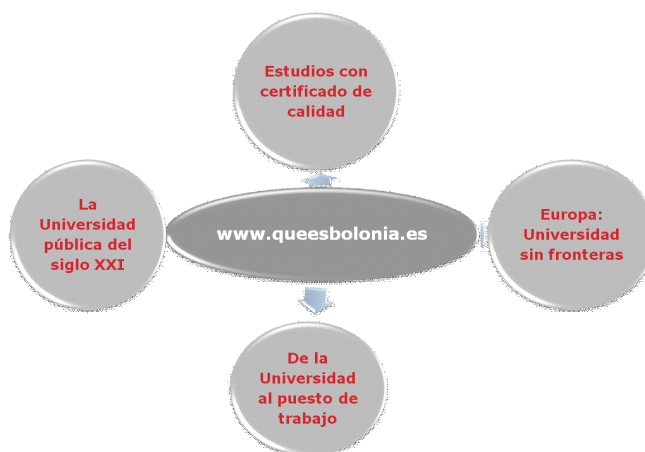 Estudios con
certificado de
calidad
La
Universidad
pública del
siglo XXI
www.queesbolonia.es
Europa:
Universidad
sin fronteras
De la
Universidad
al puesto de
trabajo